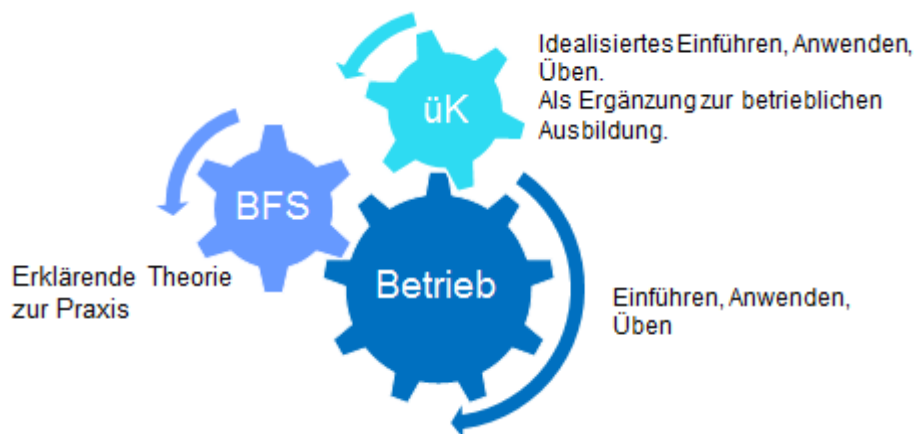 üK
Idealisiertes Einführen, Anwenden,
Üben.
Als Ergänzung zur betrieblichen
Ausbildung.
BFS
Erklärende Theorie
zur Praxis
Betrieb
Einführen, Anwenden,
Üben